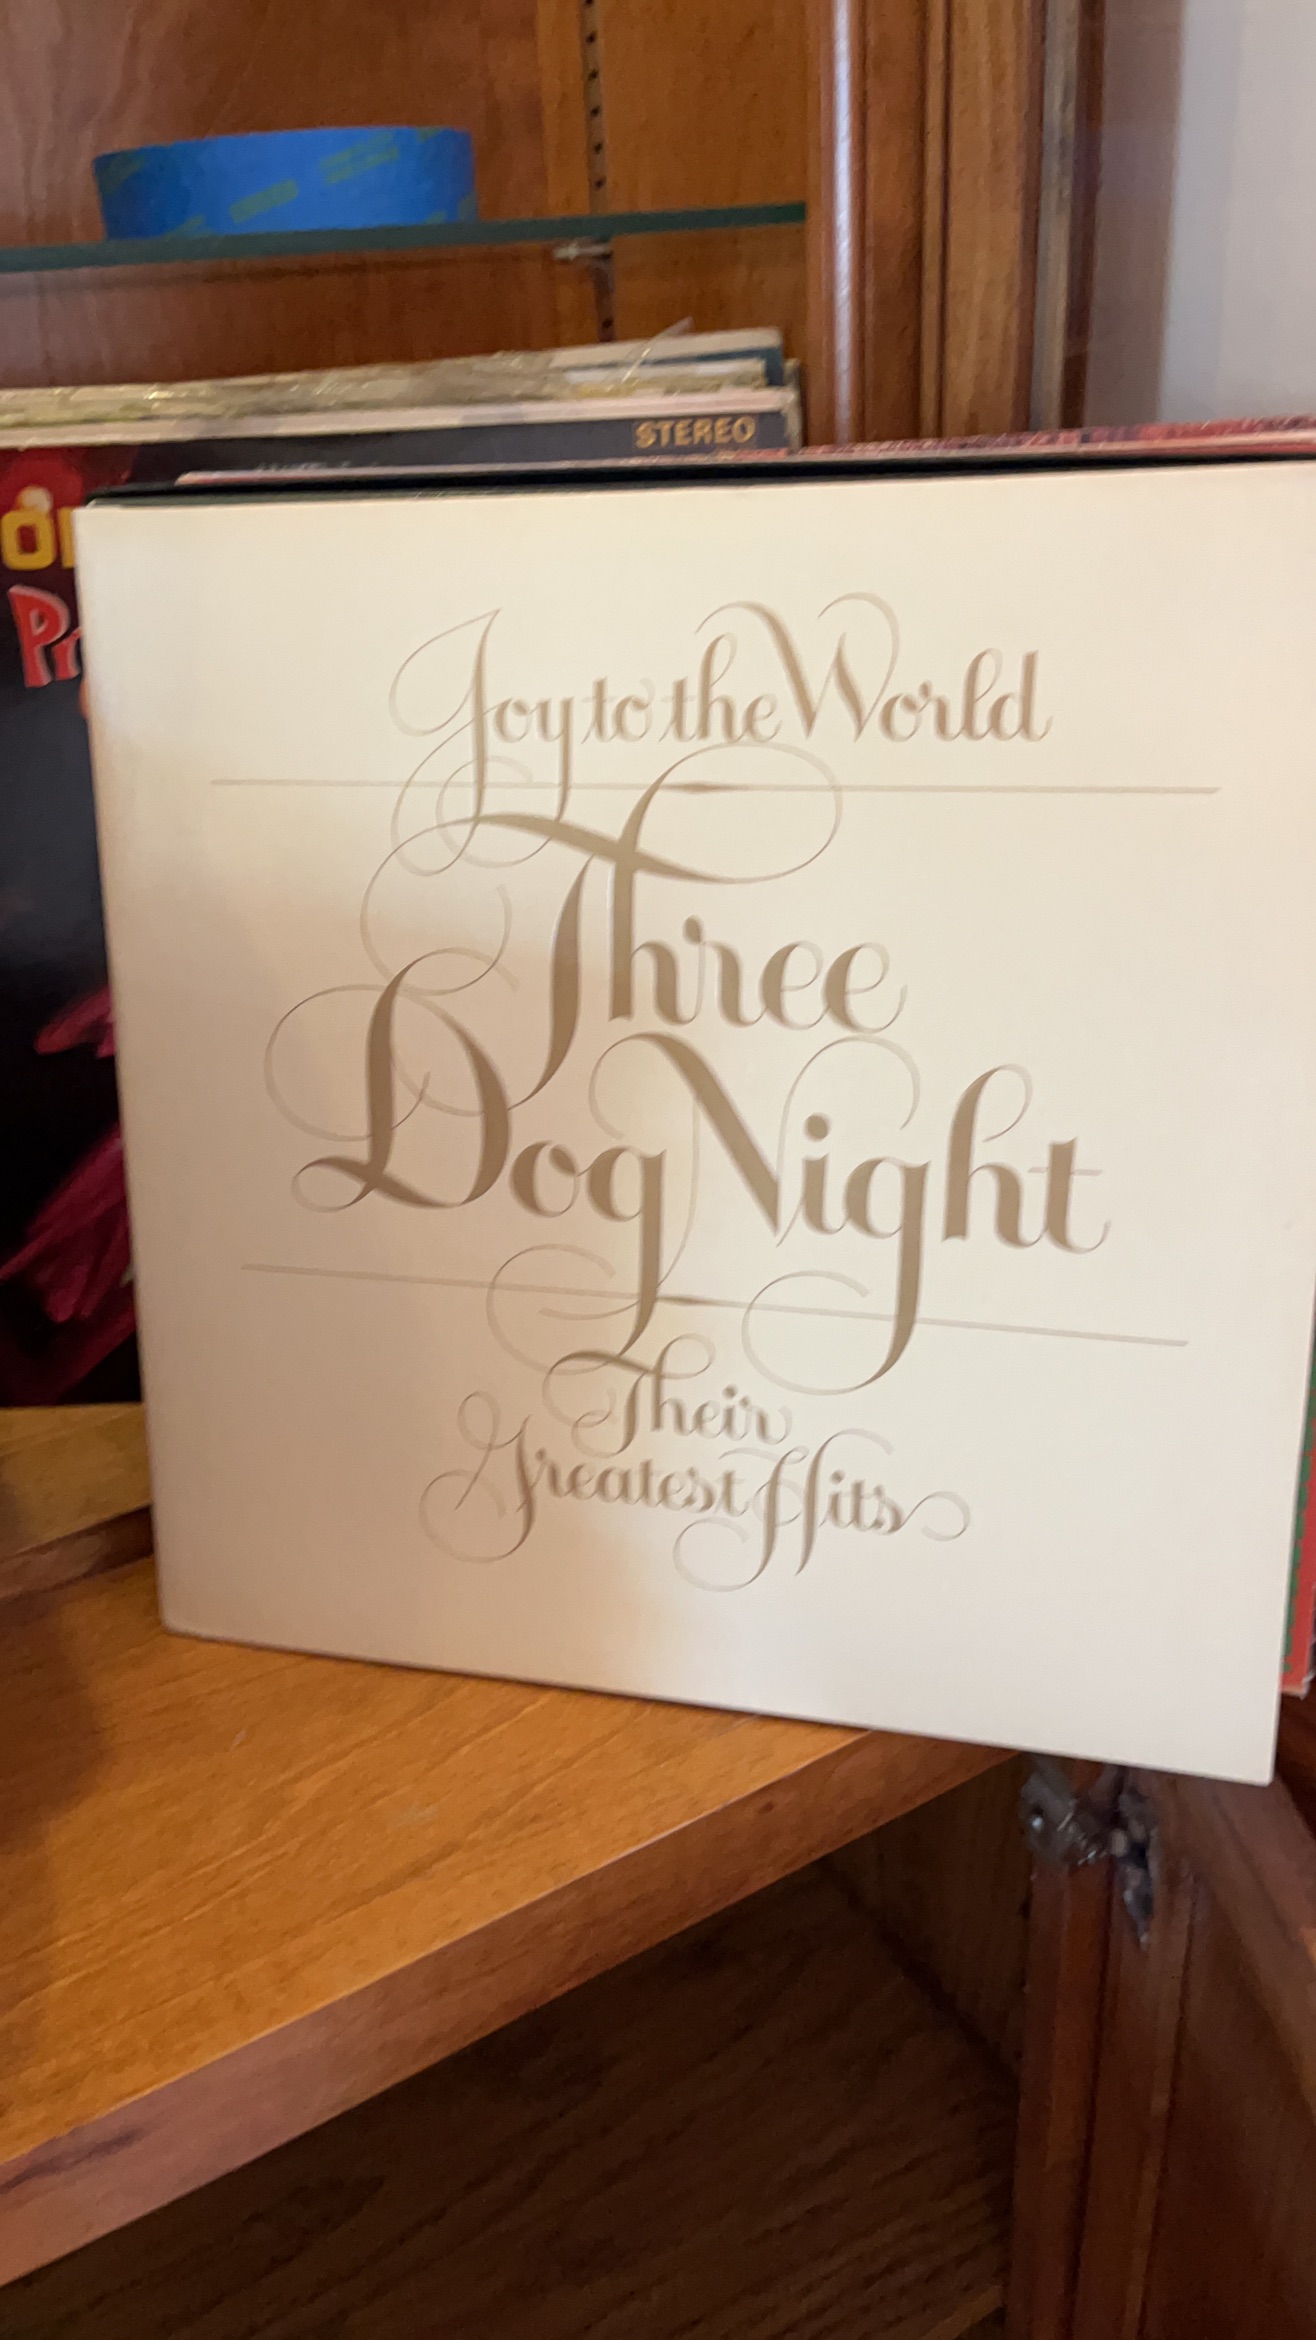 STEREO
Joy to the World
Three
Dog Night
Their
Greatest Hits